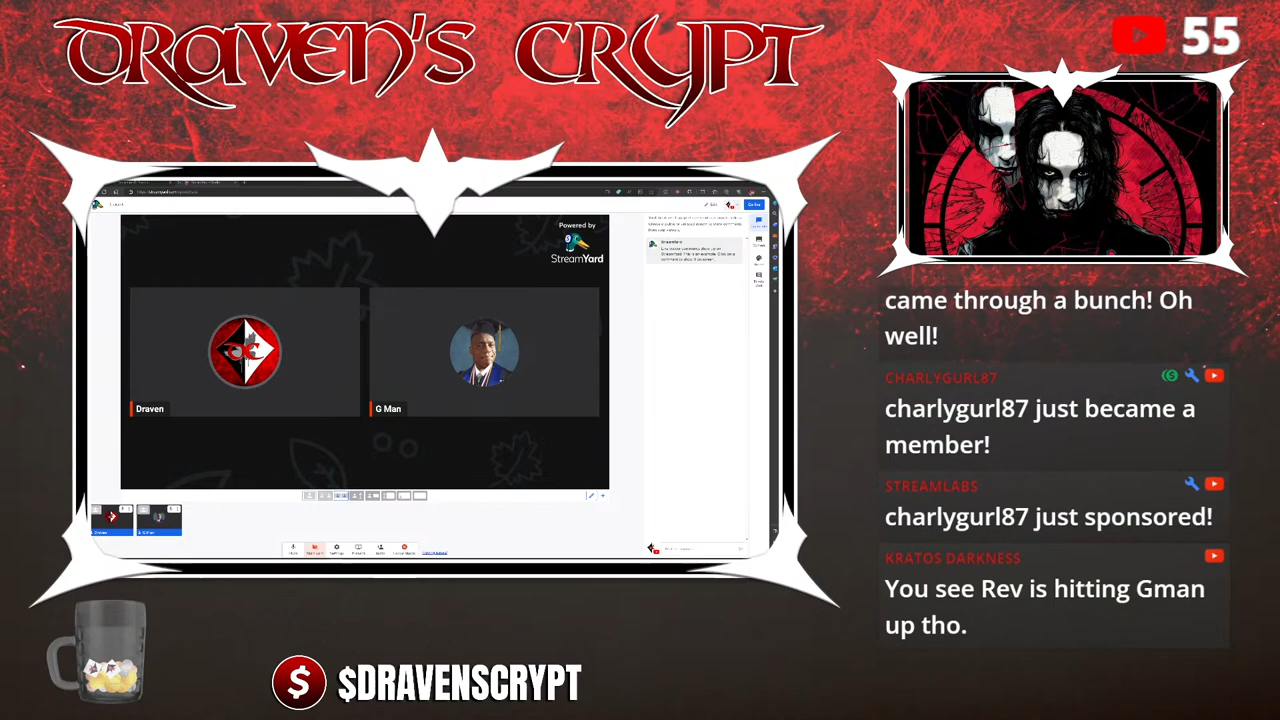 DRAVEN'S CRYPT
55
Powered by
StreamYard
Draven
G Man
came through a bunch! Oh
well!
CHARLYGURL87
charlygurl87 just became a
member!
STREAMLABS
charlygurl87 just sponsored!
KRATOS DARKNESS
You see Rev is hitting Gman
up tho.
$
$DRAVENSCRYPT